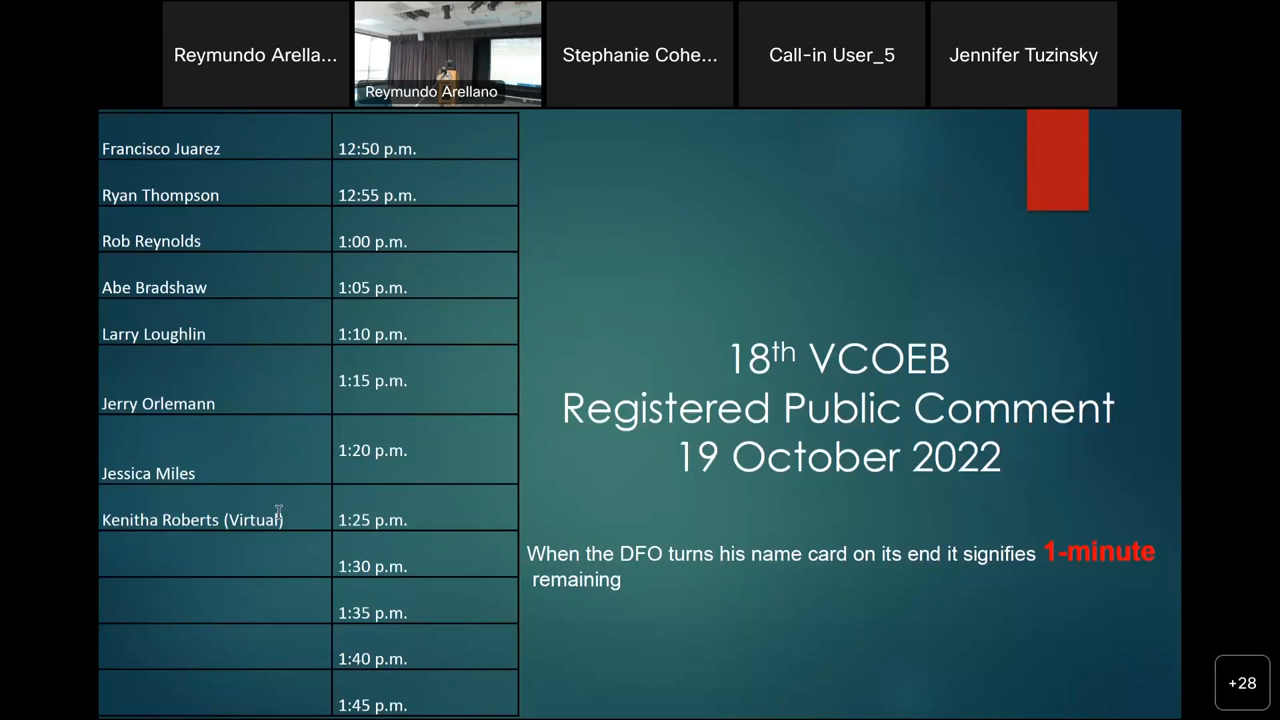 Reymundo Arella...
Reymundo Arellano
Stephanie Cohe...
Call-in User_5
Jennifer Tuzinsky
Francisco Juarez 12:50 p.m.
Ryan Thompson 12:55 p.m.
Rob Reynolds 1:00 p.m.
Abe Bradshaw 1:05 p.m.
Larry Loughlin 1:10 p.m.
Jerry Orlemann 1:15 p.m.
Jessica Miles 1:20 p.m.
Kenitha Roberts (Virtual) 1:25 p.m.
1:30 p.m.
1:35 p.m.
1:40 p.m.
1:45 p.m.
18th VCOEB
Registered Public Comment
19 October 2022
When the DFO turns his name card on its end it signifies 1-minute
remaining
+28